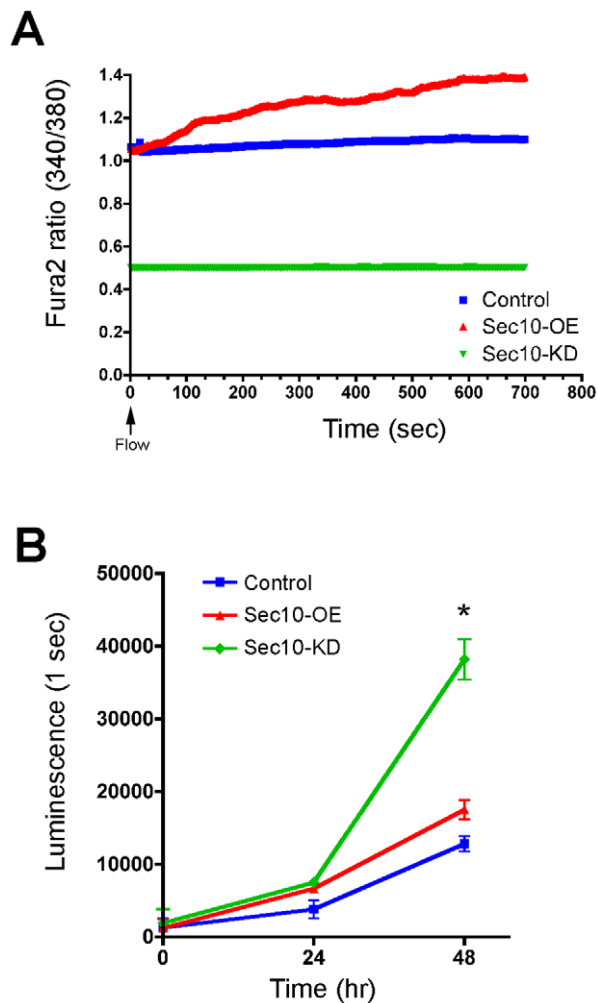 A
Fura2 ratio (340/380)
1.4
1.2
1.0
0.8
0.6
0.4
0.2
0.0
Control
Sec10-OE
Sec10-KD
0 100 200 300 400 500 600 700 800
Flow
Time (sec)
B
Luminescence (1 sec)
50000
40000
30000
20000
10000
0
Control
Sec10-OE
Sec10-KD
*
0 24 48
Time (hr)